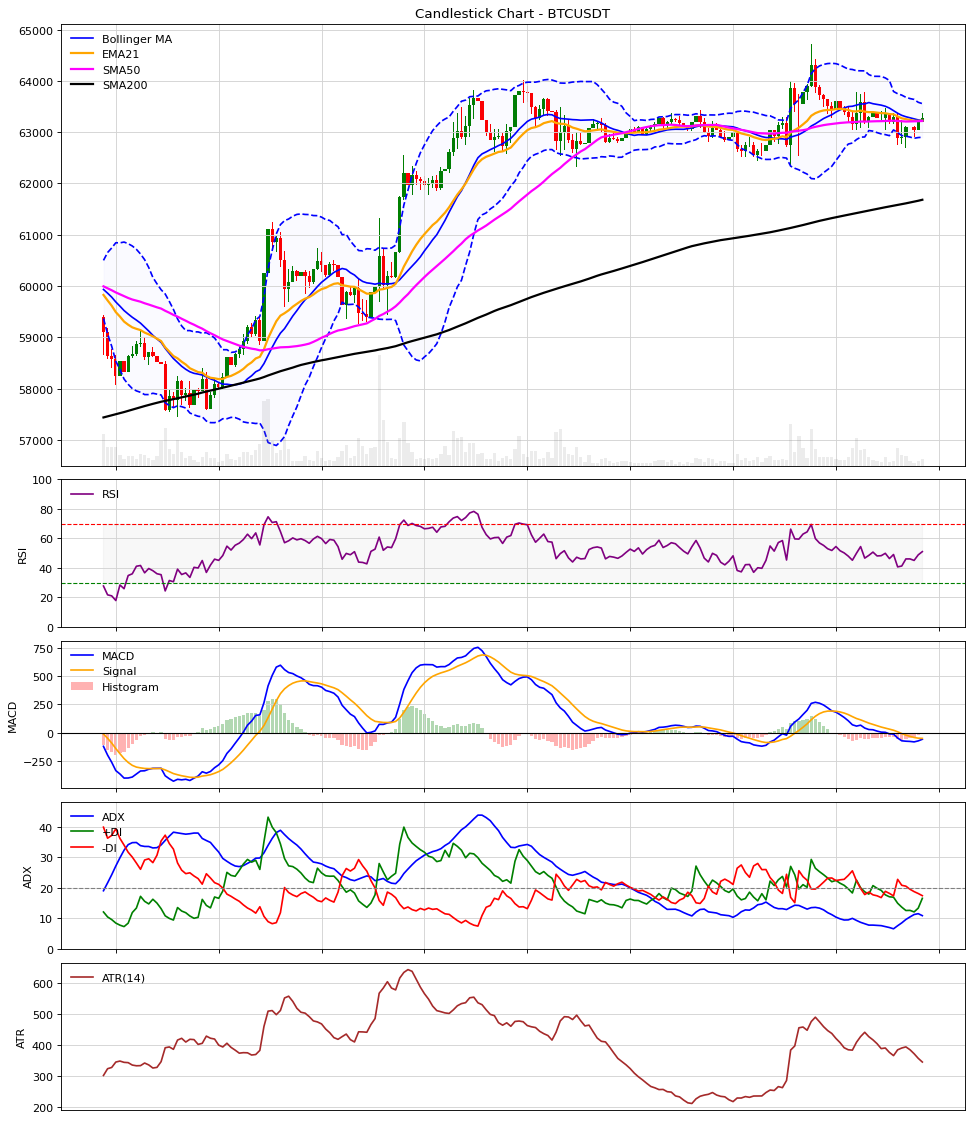 Candlestick Chart - BTCUSDT
65000
64000
63000
62000
61000
60000
59000
58000
57000
Bollinger MA
EMA21
SMA50
SMA200
100
80
60
40
20
0
RSI
RSI
750
500
250
0
−250
MACD
MACD
Signal
Histogram
40
30
20
10
0
ADX
ADX
+DI
-DI
600
500
400
300
200
ATR
ATR(14)